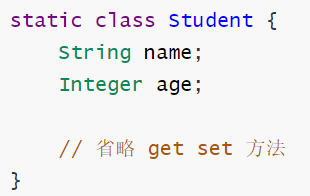 static class Student {
    String name;
    Integer age;

    // 省略 get set 方法
}